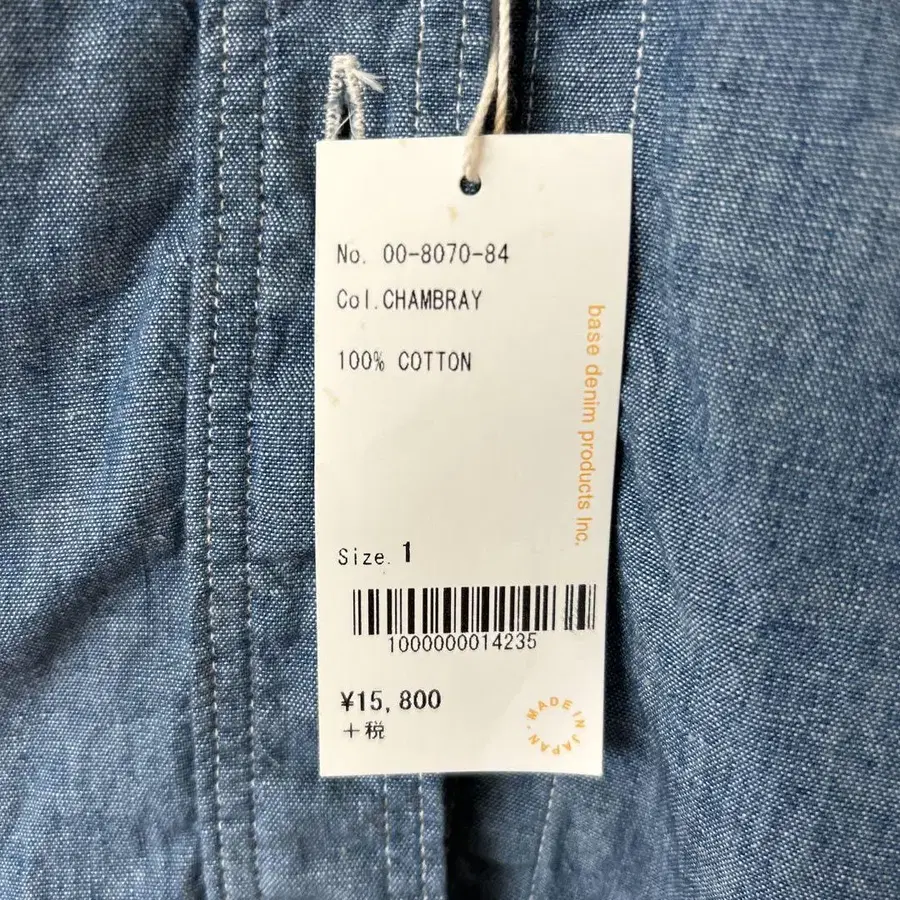 No. 00-8070-84
Col.CHAMBRAY
100% COTTON
base denim products Inc.
Size. 1
1000000014235
¥15,800
+税
MADE IN JAPAN.